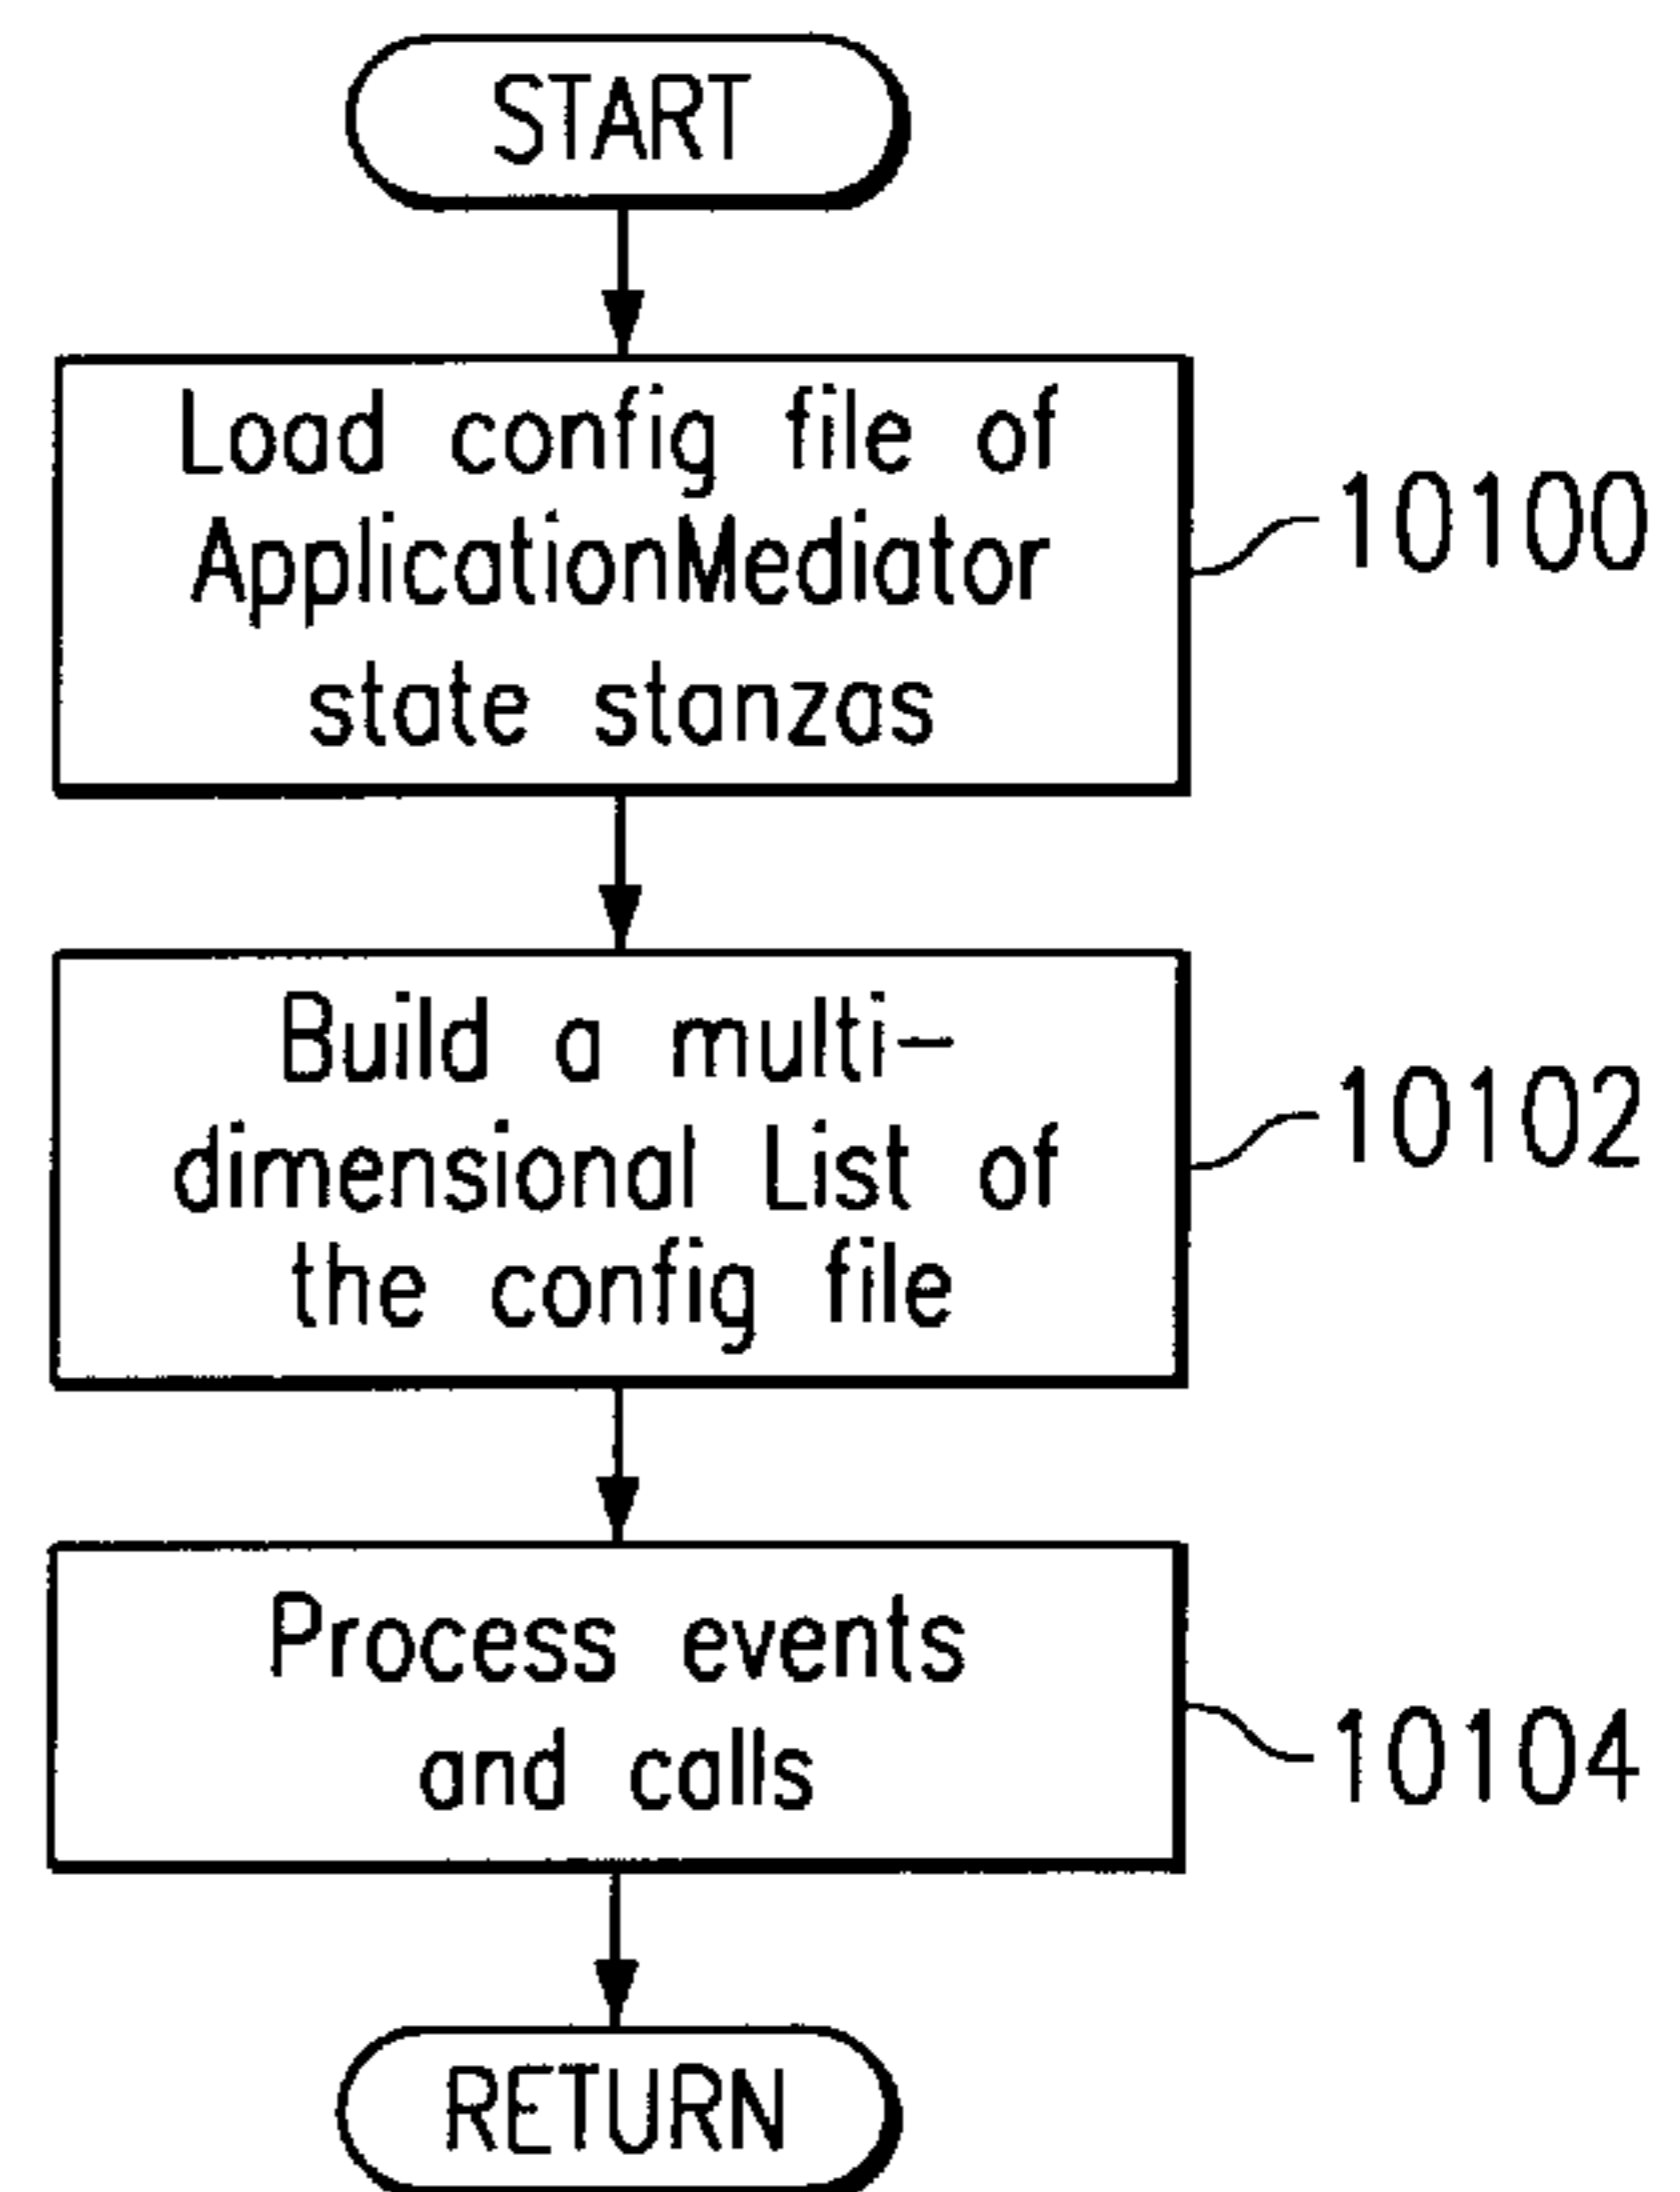 START
Load config file of
ApplicationMediator
state stanzas
10100
Build a multi-
dimensional List of
the config file
10102
Process events
and calls
10104
RETURN